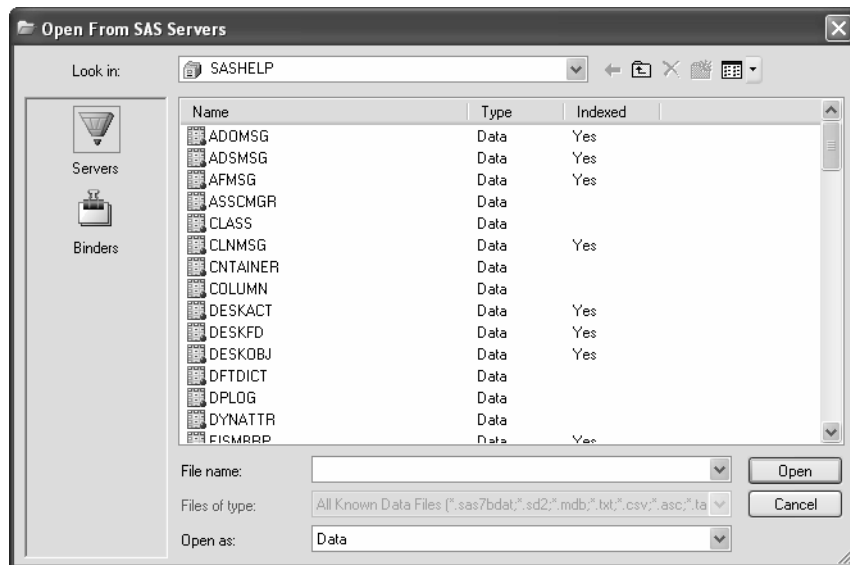 Open From SAS Servers
Look in:
SASHELP
Servers
Binders
Name Type Indexed
ADOMSG Data Yes
ADSMSG Data Yes
AFMSG Data Yes
ASSCMGR Data
CLASS Data
CLNMSG Data Yes
CNTAINER Data
COLUMN Data
DESKACT Data Yes
DESKFD Data Yes
DESKOBJ Data Yes
DFTDICT Data
DPLOG Data
DYNATTR Data
Data Yes
File name:
Open
Files of type: All Known Data Files (*.sas7bdat;*.sd2;*.mdb;*.txt;*.csv;*.asc;*.ta
Cancel
Open as: Data